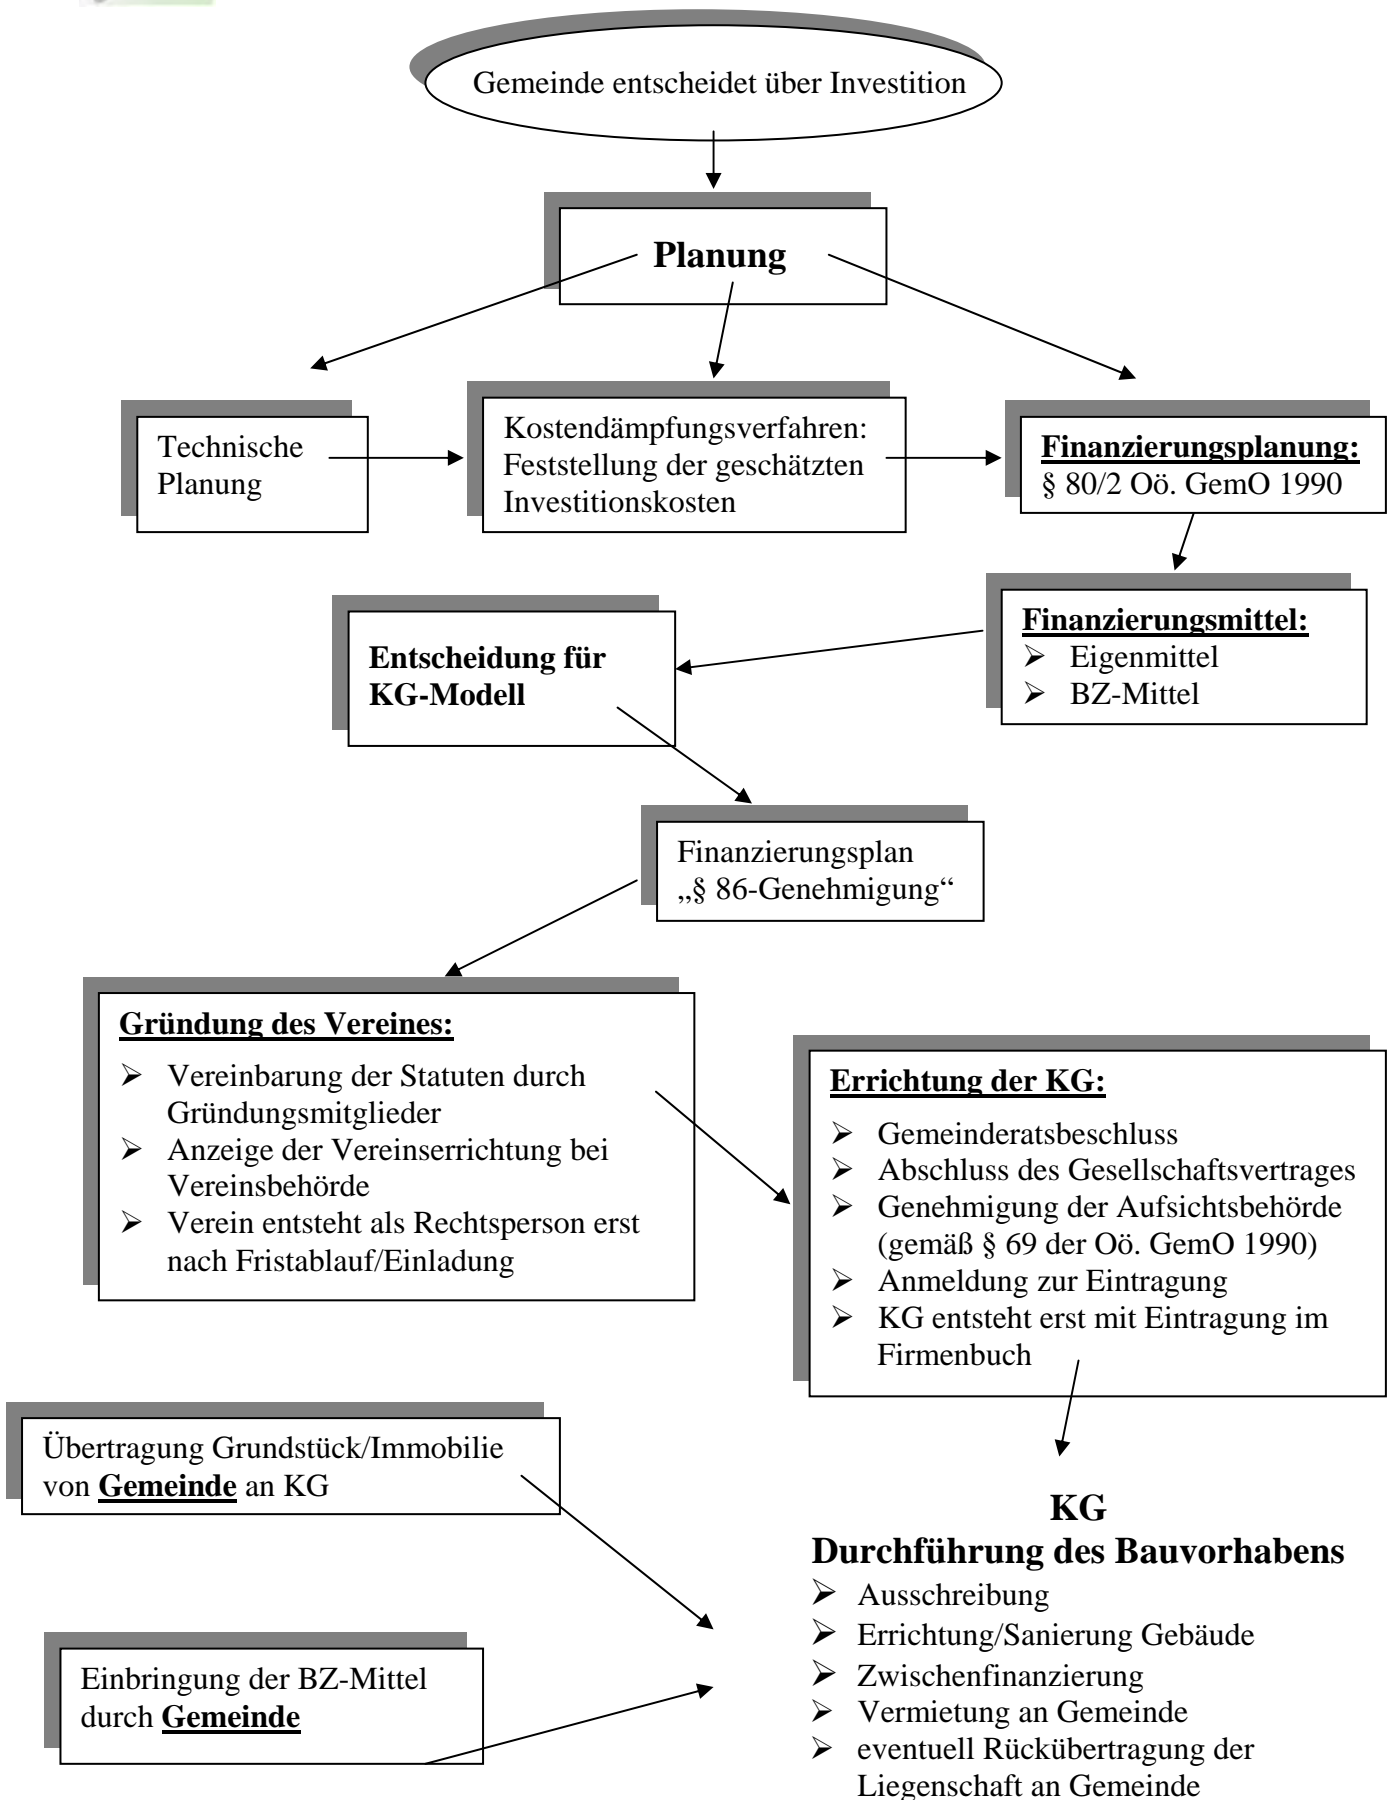 Gemeinde entscheidet über Investition
Planung
Technische
Planung
Kostendämpfungsverfahren:
Feststellung der geschätzten
Investitionskosten
Finanzierungsplanung:
§ 80/2 Oö. GemO 1990
Finanzierungsmittel:
➢ Eigenmittel
➢ BZ-Mittel
Entscheidung für
KG-Modell
Finanzierungsplan
„§ 86-Genehmigung“
Gründung des Vereines:
➢ Vereinbarung der Statuten durch
Gründungsmitglieder
➢ Anzeige der Vereinserrichtung bei
Vereinsbehörde
➢ Verein entsteht als Rechtsperson erst
nach Fristablauf/Einladung
Errichtung der KG:
➢ Gemeinderatsbeschluss
➢ Abschluss des Gesellschaftsvertrages
➢ Genehmigung der Aufsichtsbehörde
(gemäß § 69 der Oö. GemO 1990)
➢ Anmeldung zur Eintragung
➢ KG entsteht erst mit Eintragung im
Firmenbuch
Übertragung Grundstück/Immobilie
von Gemeinde an KG
Einbringung der BZ-Mittel
durch Gemeinde
KG
Durchführung des Bauvorhabens
➢ Ausschreibung
➢ Errichtung/Sanierung Gebäude
➢ Zwischenfinanzierung
➢ Vermietung an Gemeinde
➢ eventuell Rückübertragung der
Liegenschaft an Gemeinde